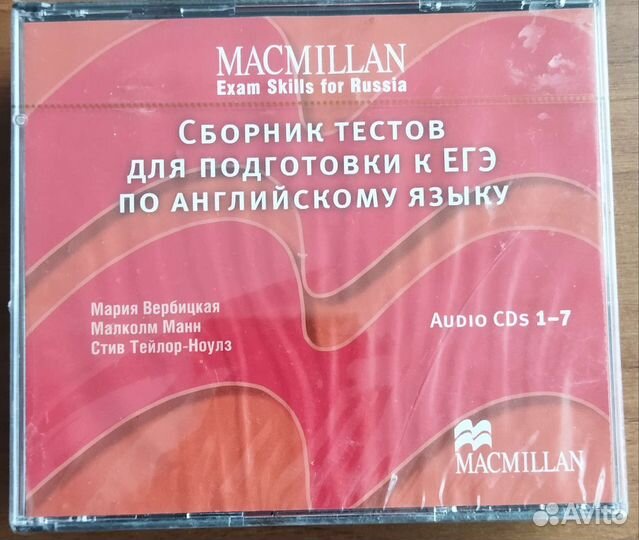 MACMILLAN
Exam Skills for Russia
СБОРНИК ТЕСТОВ
ДЛЯ ПОДГОТОВКИ К ЕГЭ
ПО АНГЛИЙСКОМУ ЯЗЫКУ
Мария Вербицкая
Малколм Манн
Стив Тейлор-Ноулз
AUDIO CDs 1–7
MACMILLAN
Avito